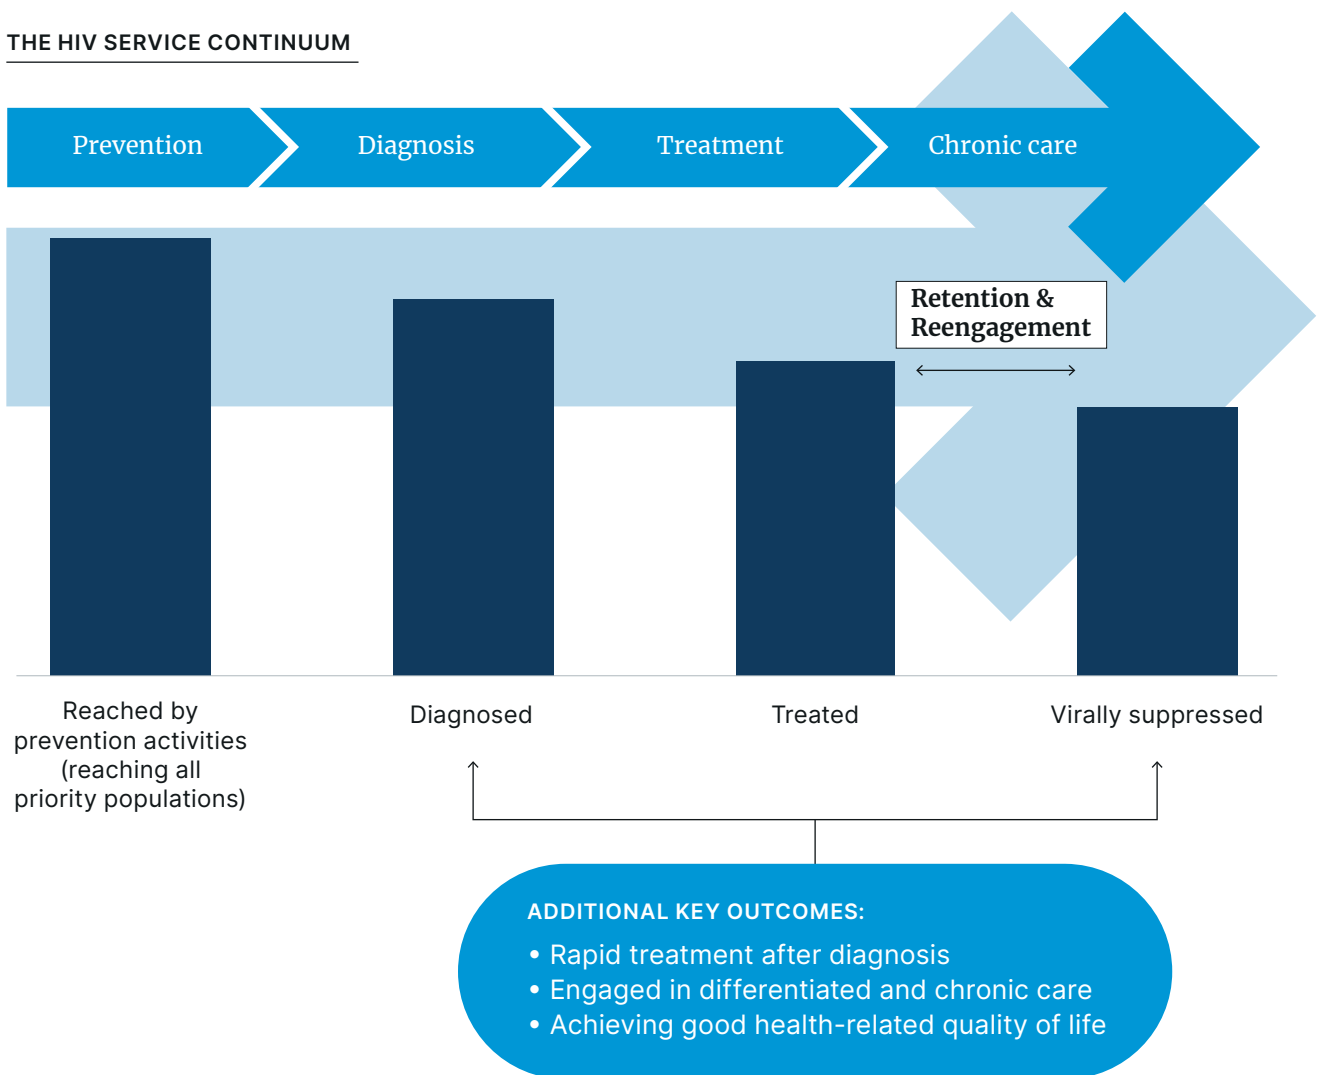 THE HIV SERVICE CONTINUUM
Prevention
Diagnosis
Treatment
Chronic care
Retention &
Reengagement
Reached by
prevention activities
(reaching all
priority populations)
Diagnosed
Treated
Virally suppressed
ADDITIONAL KEY OUTCOMES:
• Rapid treatment after diagnosis
• Engaged in differentiated and chronic care
• Achieving good health-related quality of life